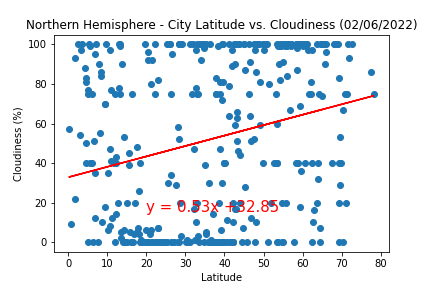 Northern Hemisphere - City Latitude vs. Cloudiness (02/06/2022)
100
80
60
40
20
0
Cloudiness (%)
y = 0.53x +32.85
0 10 20 30 40 50 60 70 80
Latitude